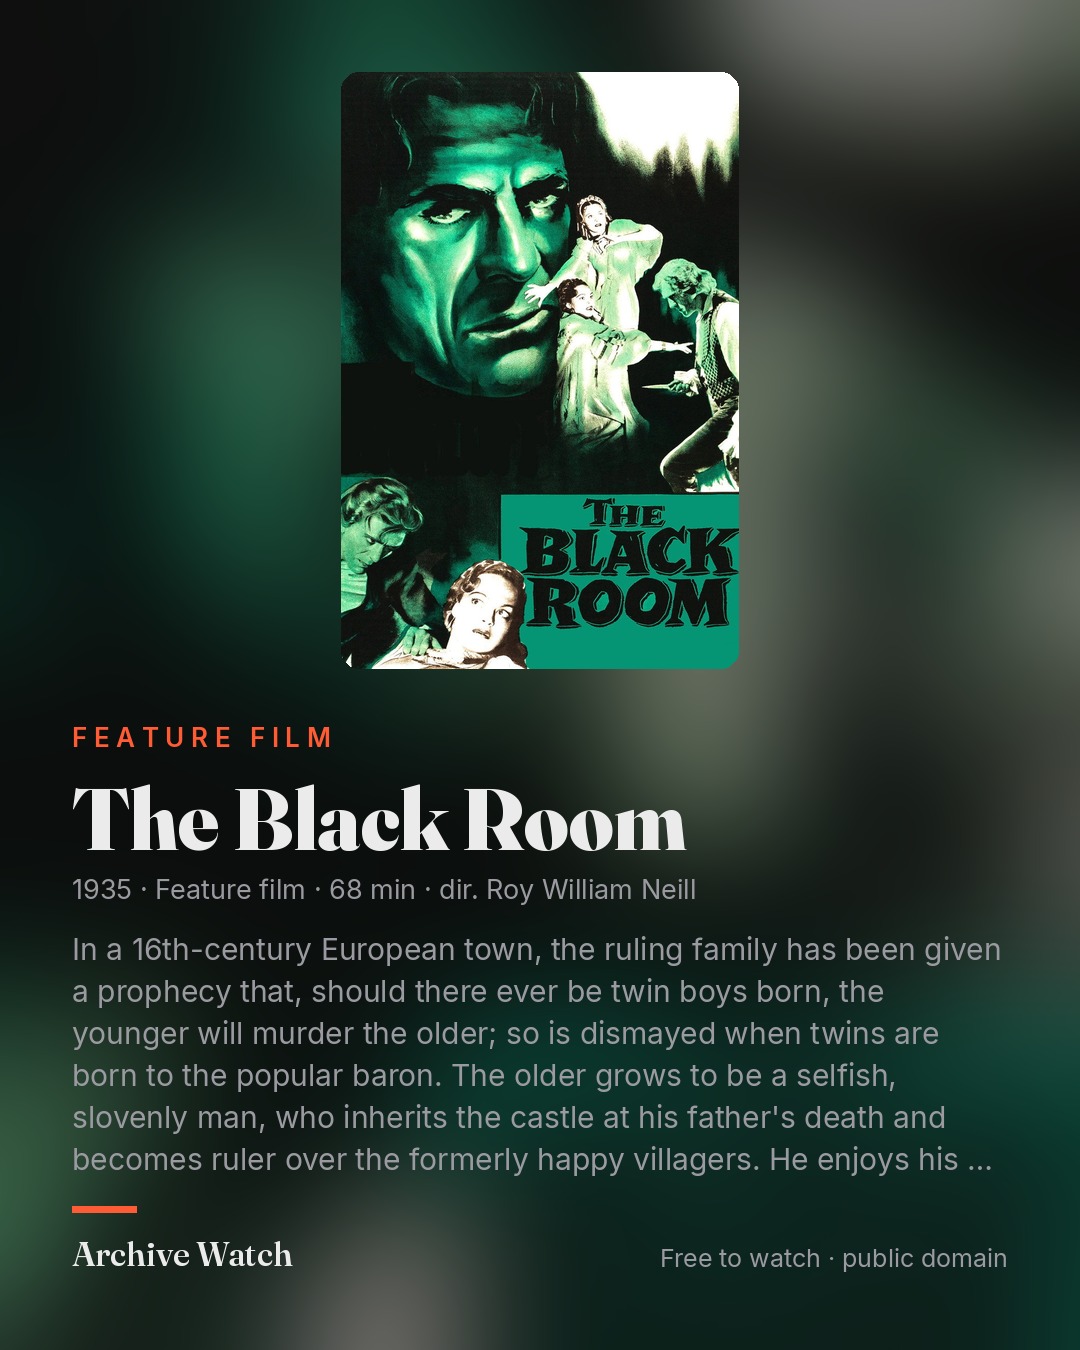 THE
BLACK
ROOM
FEATURE FILM
The Black Room
1935 · Feature film · 68 min · dir. Roy William Neill
In a 16th-century European town, the ruling family has been given
a prophecy that, should there ever be twin boys born, the
younger will murder the older; so is dismayed when twins are
born to the popular baron. The older grows to be a selfish,
slovenly man, who inherits the castle at his father's death and
becomes ruler over the formerly happy villagers. He enjoys his ...
Archive Watch
Free to watch · public domain